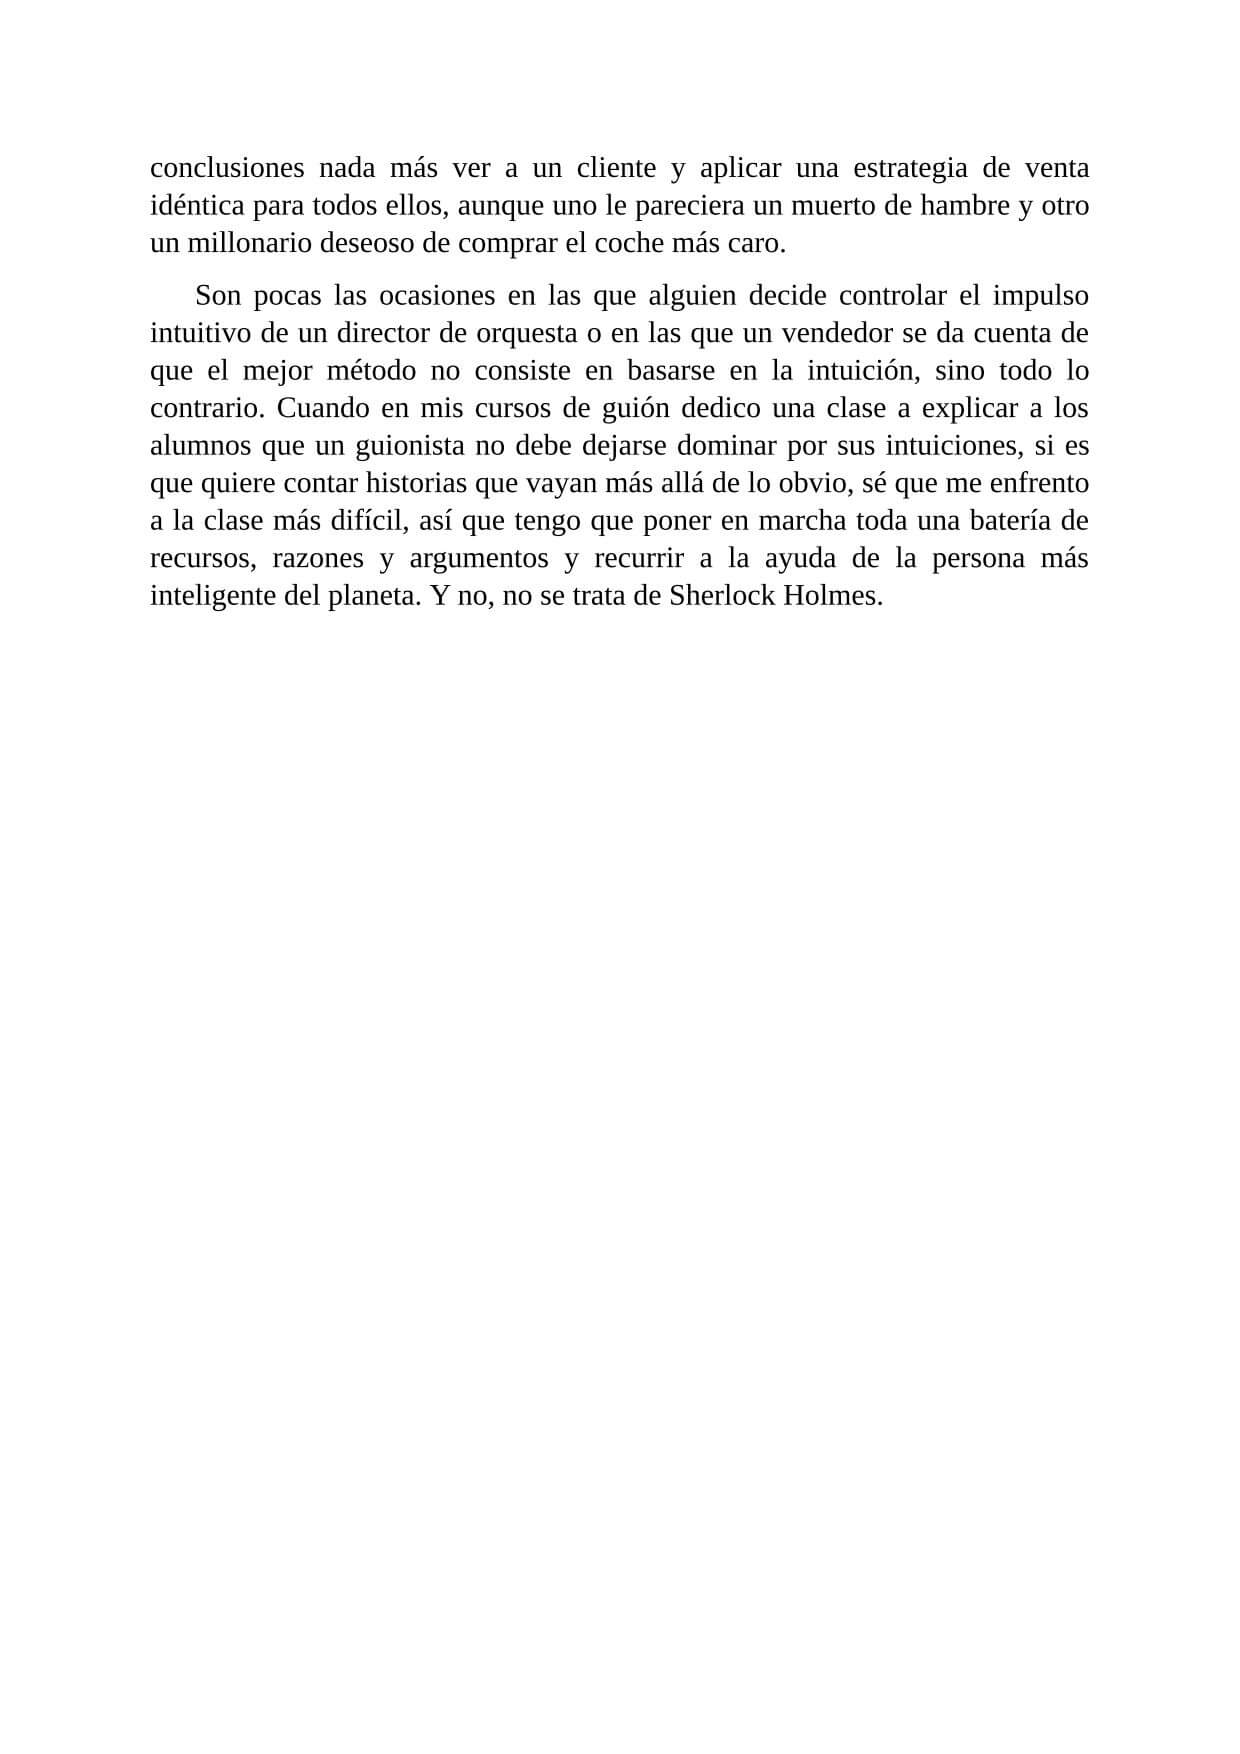 conclusiones nada más ver a un cliente y aplicar una estrategia de venta
idéntica para todos ellos, aunque uno le pareciera un muerto de hambre y otro
un millonario deseoso de comprar el coche más caro.
Son pocas las ocasiones en las que alguien decide controlar el impulso
intuitivo de un director de orquesta o en las que un vendedor se da cuenta de
que el mejor método no consiste en basarse en la intuición, sino todo lo
contrario. Cuando en mis cursos de guión dedico una clase a explicar a los
alumnos que un guionista no debe dejarse dominar por sus intuiciones, si es
que quiere contar historias que vayan más allá de lo obvio, sé que me enfrento
a la clase más difícil, así que tengo que poner en marcha toda una batería de
recursos, razones y argumentos y recurrir a la ayuda de la persona más
inteligente del planeta. Y no, no se trata de Sherlock Holmes.